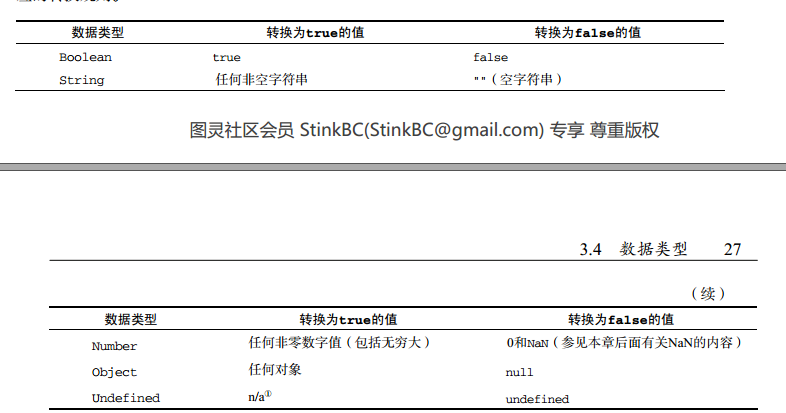 数据类型 转换为true的值 转换为false的值
Boolean true false
String 任何非空字符串 ""（空字符串）
图灵社区会员 StinkBC(StinkBC@gmail.com) 专享 尊重版权
3.4 数据类型 27
（续）
数据类型 转换为true的值 转换为false的值
Number 任何非零数字值（包括无穷大） 0和NaN（参见本章后面有关NaN的内容）
Object 任何对象 null
Undefined n/a① undefined